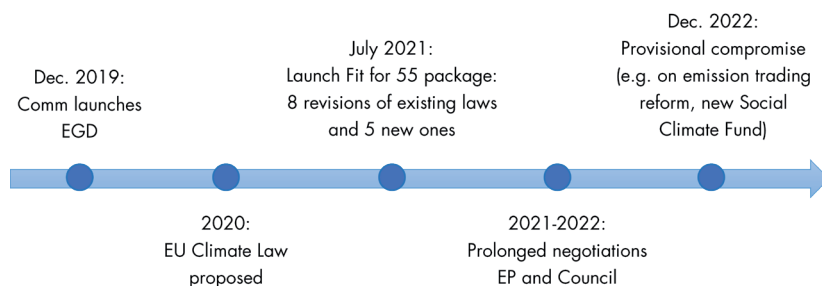 Dec. 2019:
Comm launches
EGD
2020:
EU Climate Law
proposed
July 2021:
Launch Fit for 55 package:
8 revisions of existing laws
and 5 new ones
2021-2022:
Prolonged negotiations
EP and Council
Dec. 2022:
Provisional compromise
(e.g. on emission trading
reform, new Social
Climate Fund)